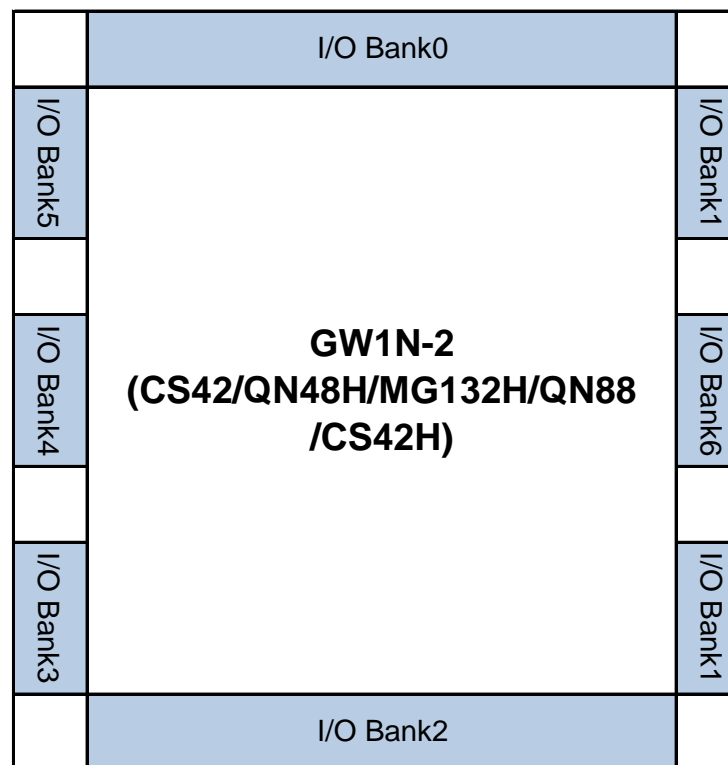 I/O Bank0
I/O Bank5
I/O Bank1
GW1N-2
(CS42/QN48H/MG132H/QN88
/CS42H)
I/O Bank4
I/O Bank6
I/O Bank3
I/O Bank1
I/O Bank2